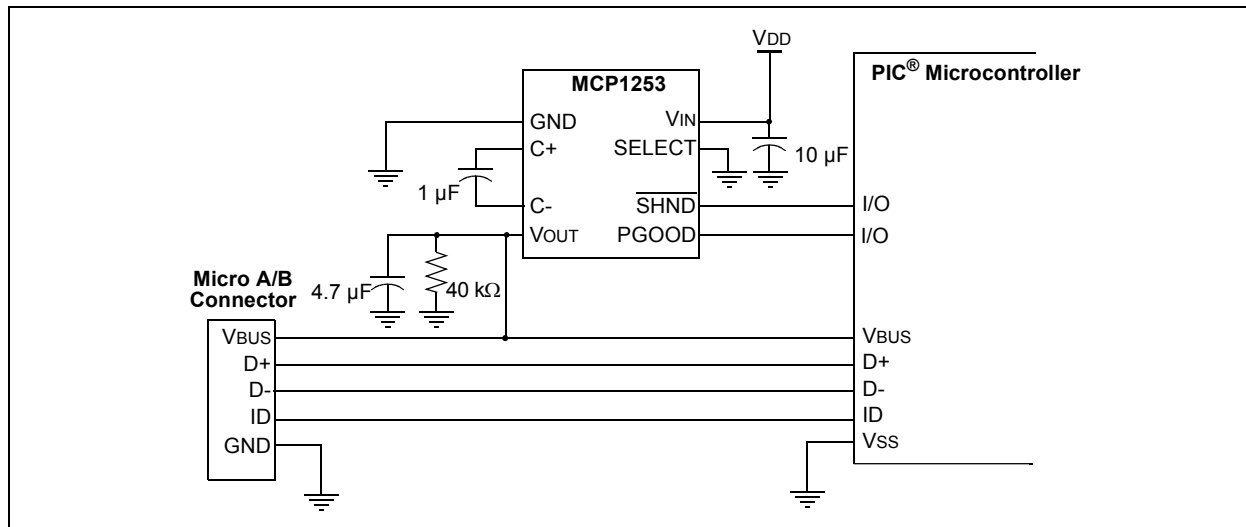 VDD
PIC® Microcontroller
MCP1253
GND
VIN
C+
SELECT
10 µF
1 µF
C-
SHND
I/O
VOUT
PGOOD
I/O
Micro A/B
Connector
4.7 µF
40 kΩ
VBUS
VBUS
D+
D+
D-
D-
ID
ID
GND
VSS